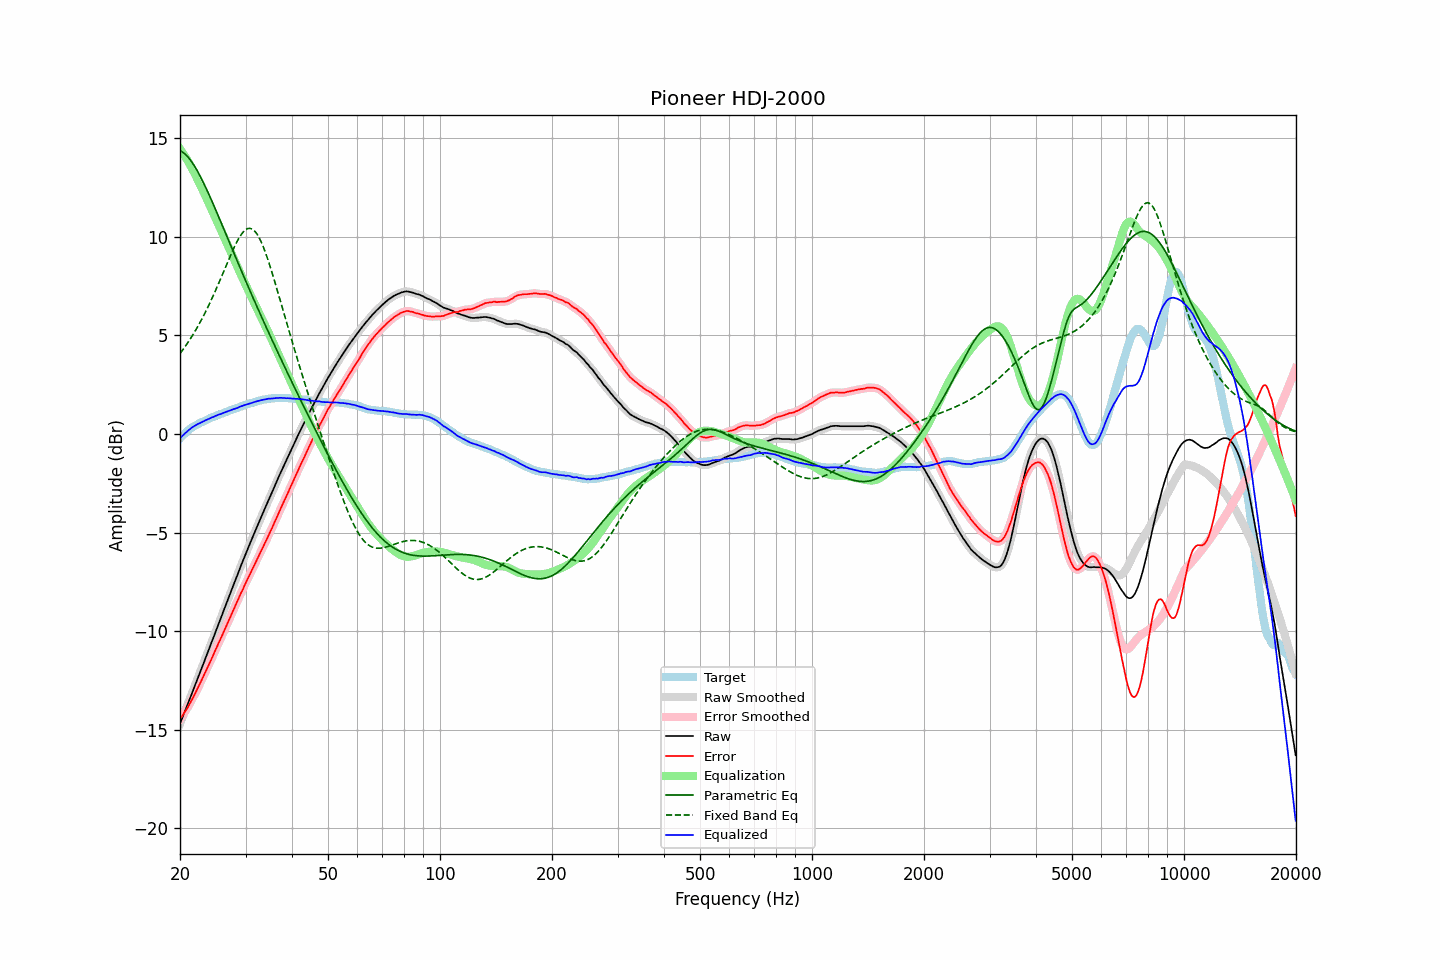 Pioneer HDJ-2000
Amplitude (dBr)
15
10
5
0
−5
−10
−15
−20
Target
Raw Smoothed
Error Smoothed
Raw
Error
Equalization
Parametric Eq
Fixed Band Eq
Equalized
20
50
100
200
500
1000
2000
5000
10000
20000
Frequency (Hz)